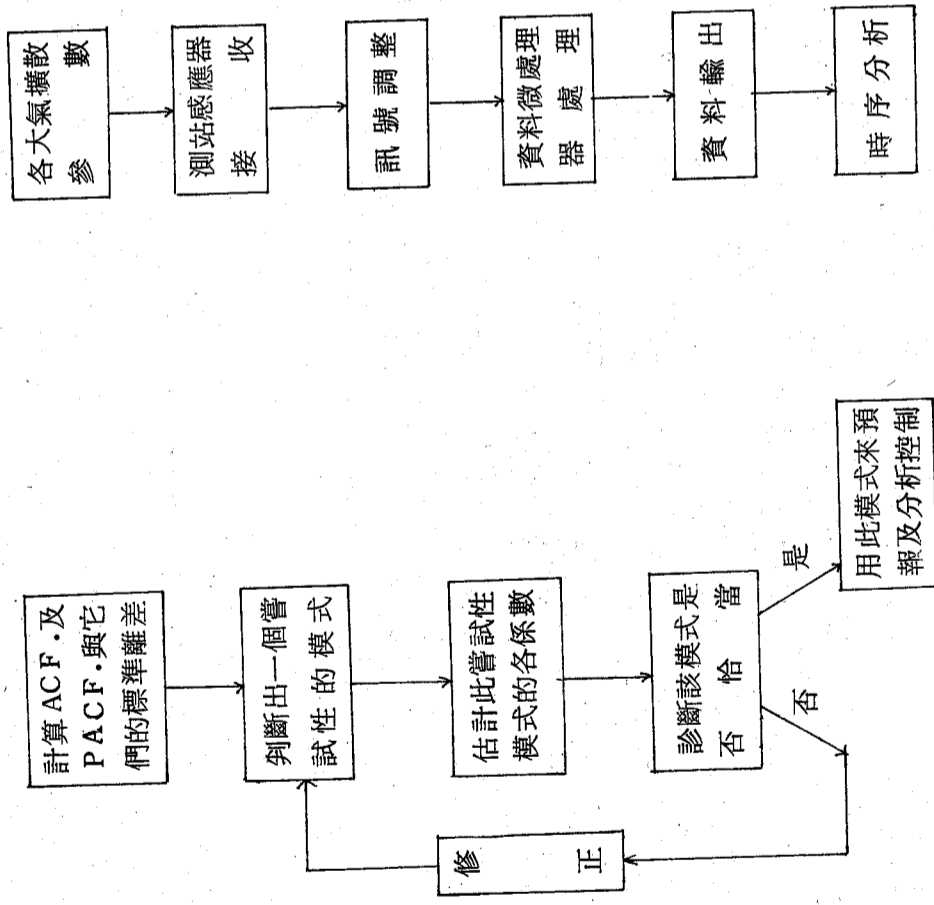 各大氣擴散
參數
測站感應器
接收
訊號調整
資料微處理
器處理
資料輸出
時序分析
計算ACF.及
PACF.與它
們的標準離差
判斷出一個嘗
試性的模式
估計此嘗試性
模式的各係數
診斷該模式是
否恰當
是
否
用此模式來預
報及分析控制
修正